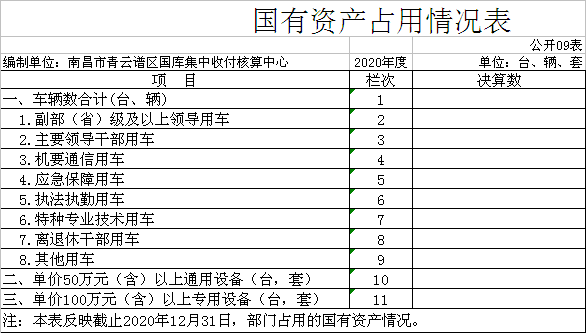 国有资产占用情况表
公开09表
编制单位：南昌市青云谱区国库集中收付核算中心 2020年度 单位：台、辆、套
项 目 栏次 决算数
一、车辆数合计(台、辆) 1
1.副部（省）级及以上领导用车 2
2.主要领导干部用车 3
3.机要通信用车 4
4.应急保障用车 5
5.执法执勤用车 6
6.特种专业技术用车 7
7.离退休干部用车 8
8.其他用车 9
二、单价50万元（含）以上通用设备（台，套） 10
三、单价100万元（含）以上专用设备（台，套） 11
注：本表反映截止2020年12月31日，部门占用的国有资产情况。